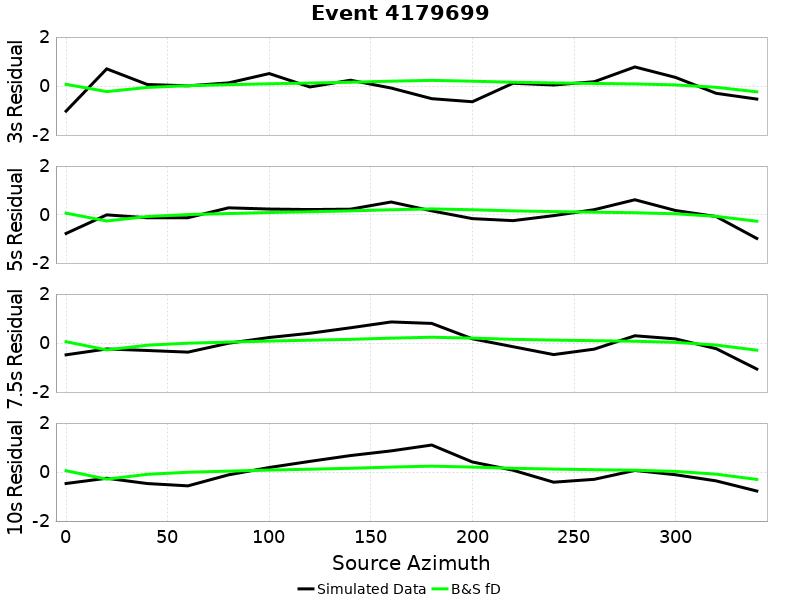 Event 4179699
3s Residual
2
0
-2
5s Residual
2
0
-2
7.5s Residual
2
0
-2
10s Residual
2
0
-2
0 50 100 150 200 250 300
Source Azimuth
Simulated Data B&S fD